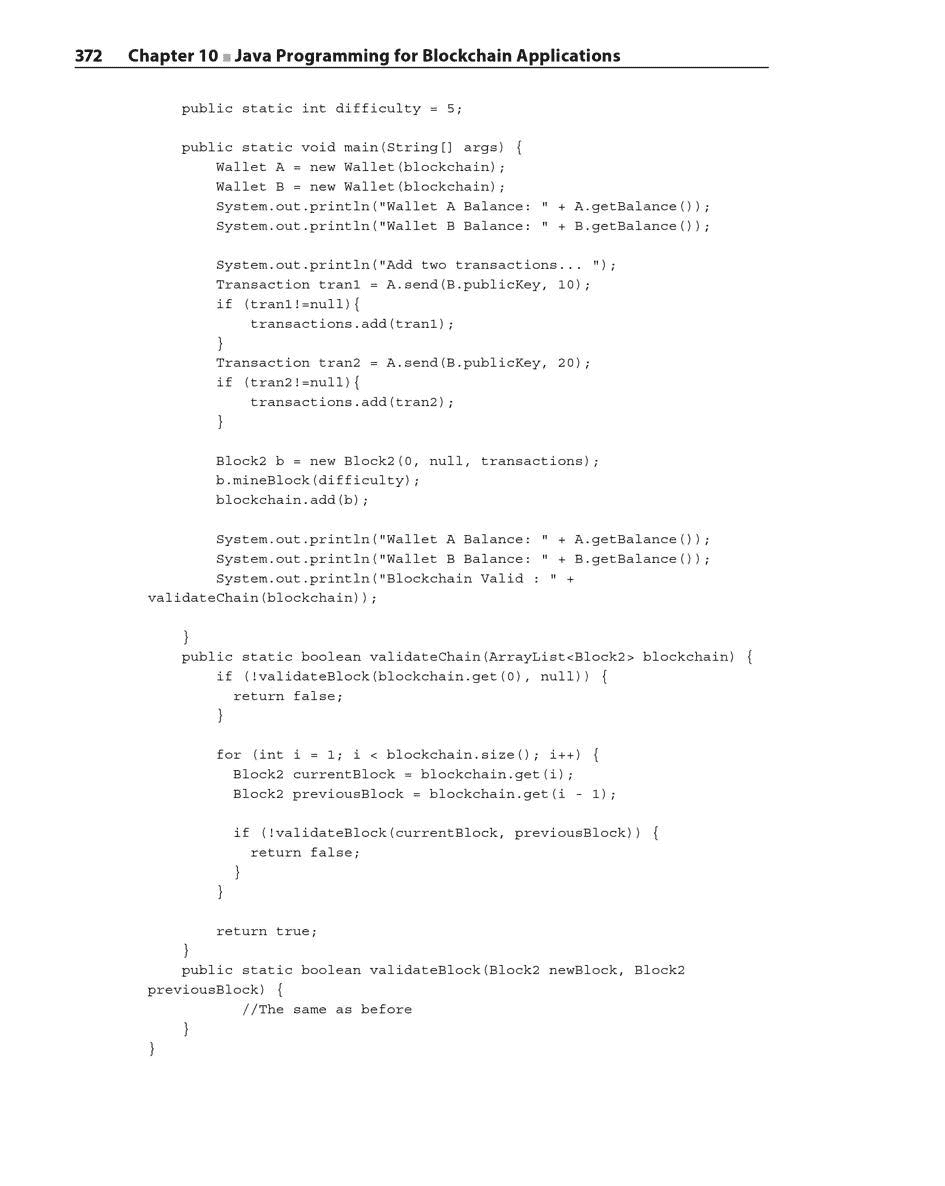 372 Chapter 10 ■ Java Programming for Blockchain Applications
public static int difficulty = 5;
public static void main(String[] args) {
Wallet A = new Wallet(blockchain);
Wallet B = new Wallet(blockchain);
System.out.println("Wallet A Balance: " + A.getBalance());
System.out.println("Wallet B Balance: " + B.getBalance());
System.out.println("Add two transactions... ");
Transaction tran1 = A.send(B.publicKey, 10);
if (tran1!=null){
transactions.add(tran1);
}
Transaction tran2 = A.send(B.publicKey, 20);
if (tran2!=null){
transactions.add(tran2);
}
Block2 b = new Block2(0, null, transactions);
b.mineBlock(difficulty);
blockchain.add(b);
System.out.println("Wallet A Balance: " + A.getBalance());
System.out.println("Wallet B Balance: " + B.getBalance());
System.out.println("Blockchain Valid : " +
validateChain(blockchain));
}
public static boolean validateChain(ArrayList<Block2> blockchain) {
if (!validateBlock(blockchain.get(0), null)) {
return false;
}
for (int i = 1; i < blockchain.size(); i++) {
Block2 currentBlock = blockchain.get(i);
Block2 previousBlock = blockchain.get(i - 1);
if (!validateBlock(currentBlock, previousBlock)) {
return false;
}
}
return true;
}
public static boolean validateBlock(Block2 newBlock, Block2
previousBlock) {
//The same as before
}
}